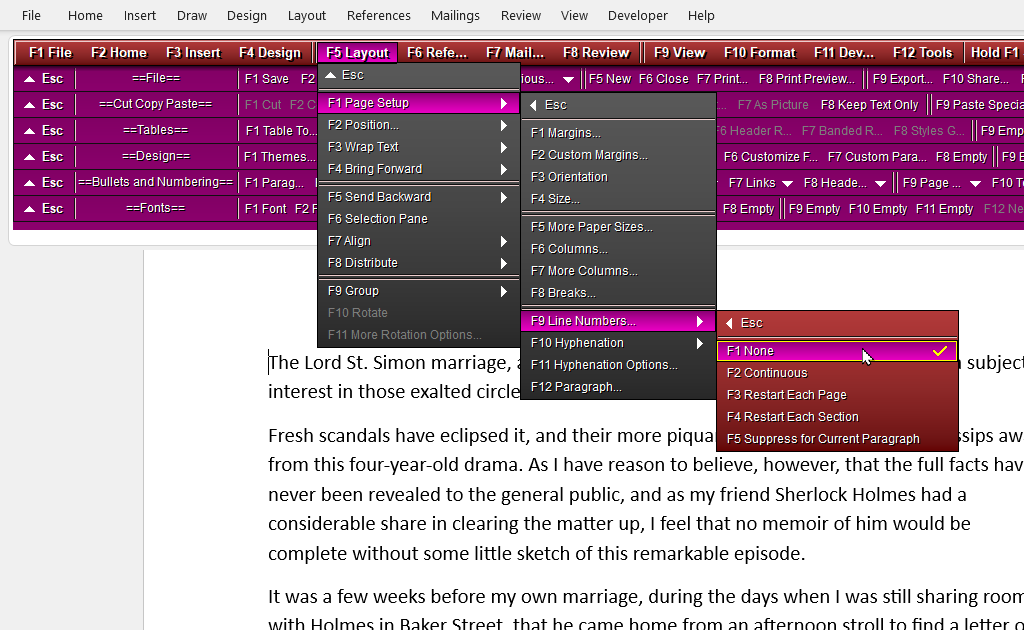 File Home Insert Draw Design Layout References Mailings Review View Developer Help
F1 File F2 Home F3 Insert F4 Design F5 Layout F6 Refe... F7 Mail... F8 Review F9 View F10 Format F11 Dev... F12 Tools Hold F1
Esc ==File== F1 Save F2 ious... F5 New F6 Close F7 Print... F8 Print Preview... F9 Export... F10 Share...
Esc ==Cut Copy Paste== F1 Cut F2 C F7 As Picture F8 Keep Text Only F9 Paste Specia
Esc ==Tables== F1 Table To... F6 Header R... F7 Banded R... F8 Styles G... F9 Emp
Esc ==Design== F1 Themes... F6 Customize F... F7 Custom Para... F8 Empty F9 E
Esc ==Bullets and Numbering== F1 Parag... F7 Links F8 Heade... F9 Page ... F10 T
Esc ==Fonts== F1 Font F2 F F8 Empty F9 Empty F10 Empty F11 Empty F12 Ne
Esc
F1 Page Setup
F2 Position...
F3 Wrap Text
F4 Bring Forward
F5 Send Backward
F6 Selection Pane
F7 Align
F8 Distribute
F9 Group
F10 Rotate
F11 More Rotation Options...
Esc
F1 Margins...
F2 Custom Margins...
F3 Orientation
F4 Size...
F5 More Paper Sizes...
F6 Columns...
F7 More Columns...
F8 Breaks...
F9 Line Numbers...
F10 Hyphenation
F11 Hyphenation Options...
F12 Paragraph...
Esc
F1 None
F2 Continuous
F3 Restart Each Page
F4 Restart Each Section
F5 Suppress for Current Paragraph
The Lord St. Simon marriage, a subject
interest in those exalted circle
Fresh scandals have eclipsed it, and their more piquan ssips aw
from this four-year-old drama. As I have reason to believe, however, that the full facts hav
never been revealed to the general public, and as my friend Sherlock Holmes had a
considerable share in clearing the matter up, I feel that no memoir of him would be
complete without some little sketch of this remarkable episode.
It was a few weeks before my own marriage, during the days when I was still sharing room
with Holmes in Baker Street, that he came home from an afternoon stroll to find a letter o